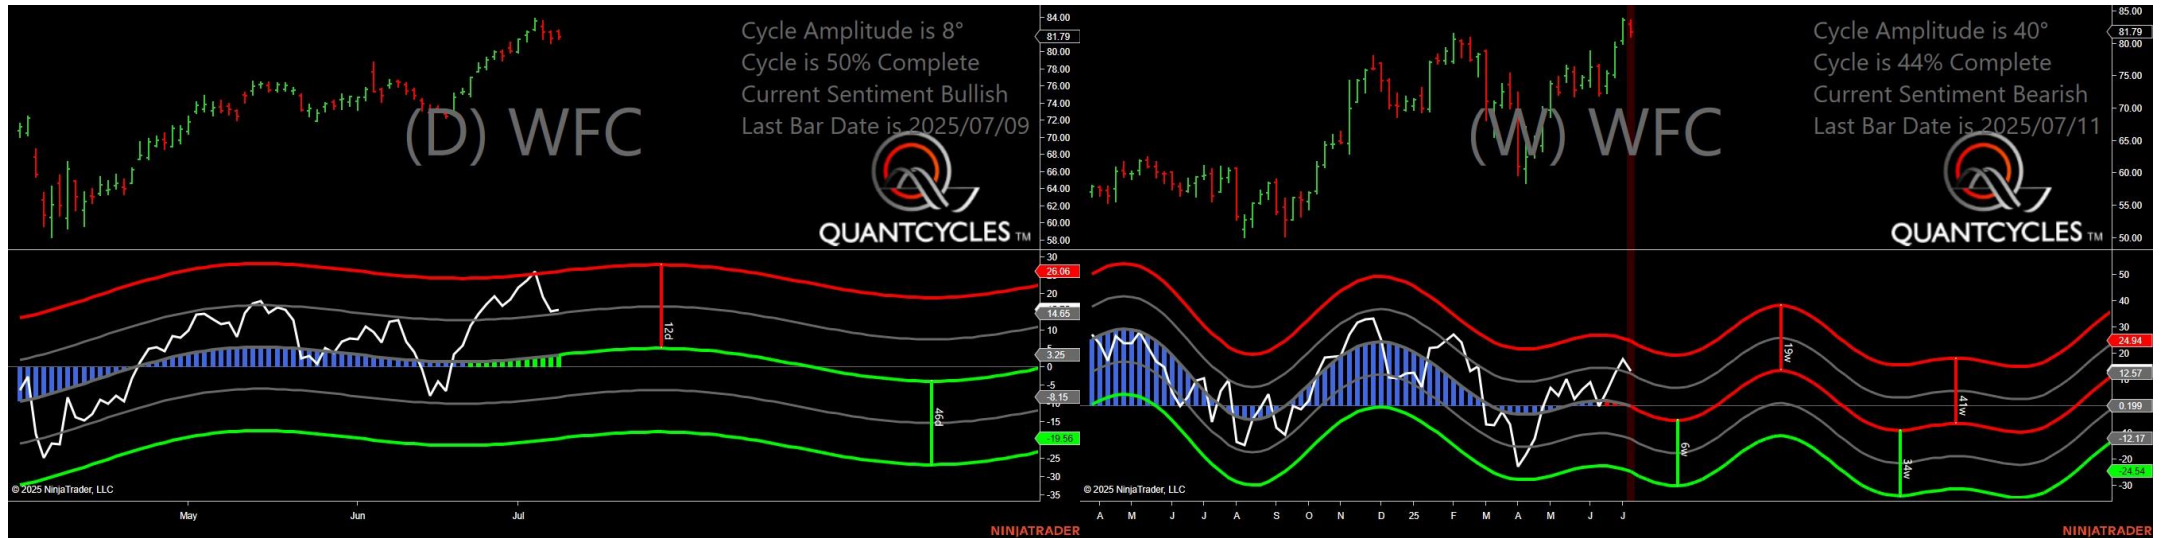 Cycle Amplitude is 8°
Cycle is 50% Complete
Current Sentiment Bullish
Last Bar Date is 2025/07/09
(D) WFC
QUANTCYCLES TM
84.00
81.79
80.00
78.00
76.00
74.00
72.00
70.00
68.00
66.00
64.00
62.00
60.00
58.00
30
26.06
20
14.65
10
3.25
0
-5
-8.15
-15
-19.56
-25
-30
-35
12d
46d
© 2025 NinjaTrader, LLC
May Jun Jul
NINJATRADER
Cycle Amplitude is 40°
Cycle is 44% Complete
Current Sentiment Bearish
Last Bar Date is 2025/07/11
(W) WFC
QUANTCYCLES TM
85.00
81.79
80.00
75.00
70.00
65.00
60.00
55.00
50.00
50
40
30
24.94
20
12.57
0.199
-12.17
-20
-24.54
-30
6w
19w
34w
41w
© 2025 NinjaTrader, LLC
A M J J A S O N D 25 F M A M J J
NINJATRADER